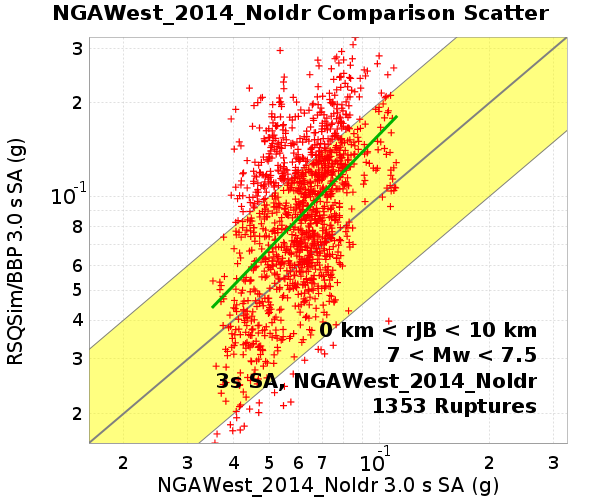 NGAWest_2014_NoIdr Comparison Scatter
RSQSim/BBP 3.0 s SA (g)
3
2
10^-1
8
6
5
4
3
2
0 km < rJB < 10 km
7 < Mw < 7.5
3s SA, NGAWest_2014_NoIdr
1353 Ruptures
2 3 4 5 6 7 10^-1 2 3
NGAWest_2014_NoIdr 3.0 s SA (g)